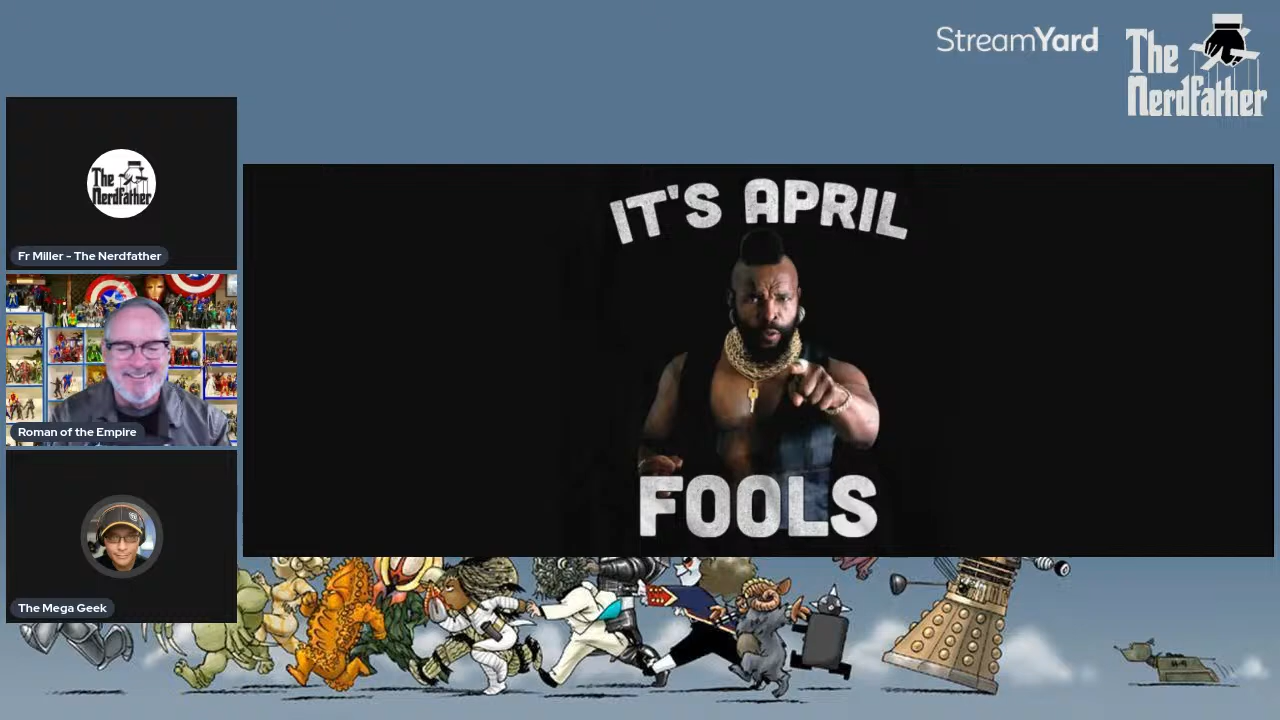 StreamYard
The
Nerdfather
The
Nerdfather
Fr Miller - The Nerdfather
Roman of the Empire
The Mega Geek
IT'S APRIL
FOOLS